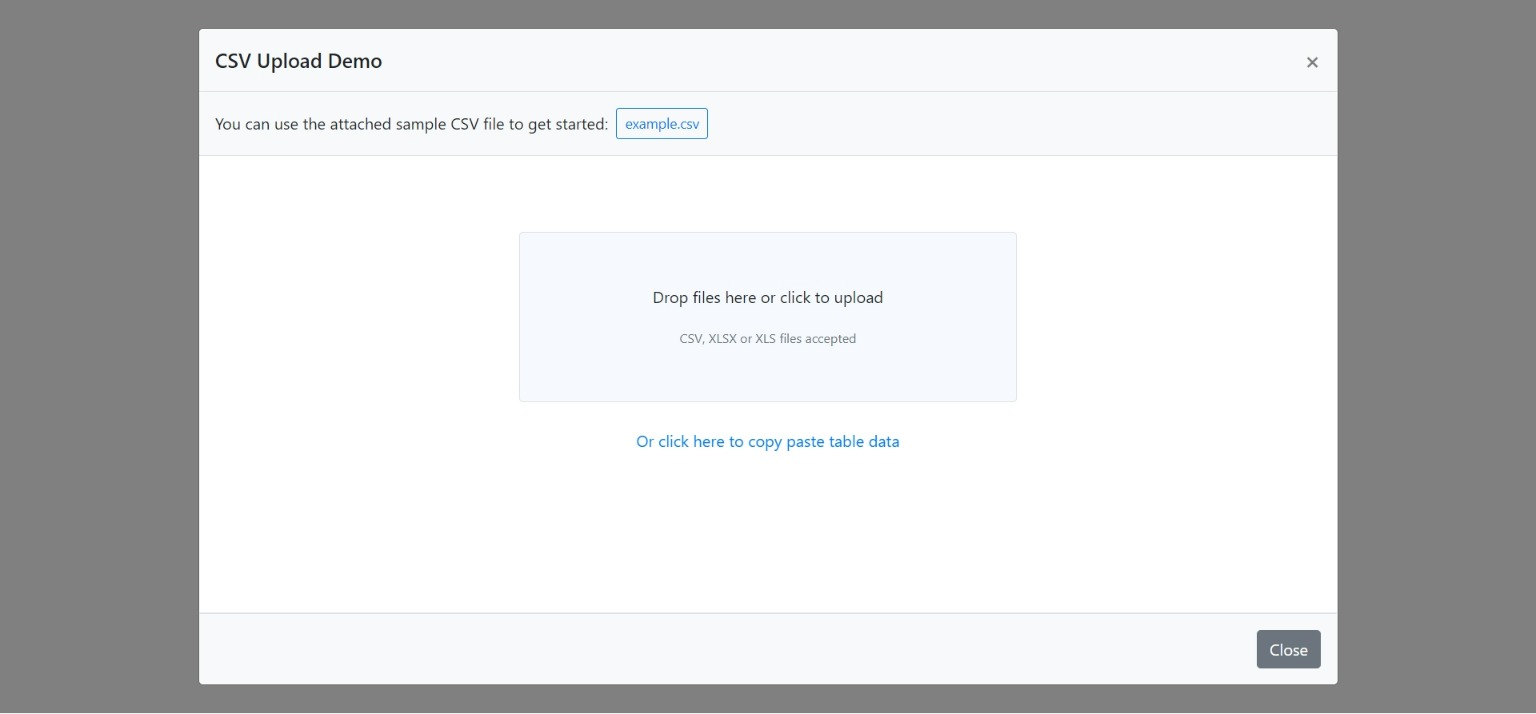 CSV Upload Demo
×
You can use the attached sample CSV file to get started: example.csv
Drop files here or click to upload
CSV, XLSX or XLS files accepted
Or click here to copy paste table data
Close